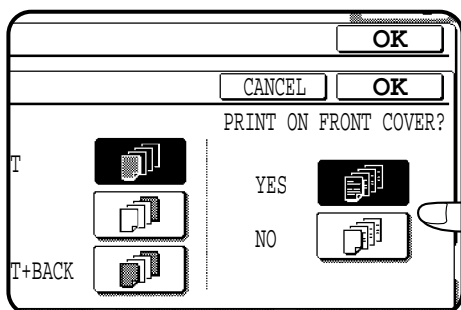 OK
CANCEL OK
PRINT ON FRONT COVER?
T
YES
NO
T+BACK